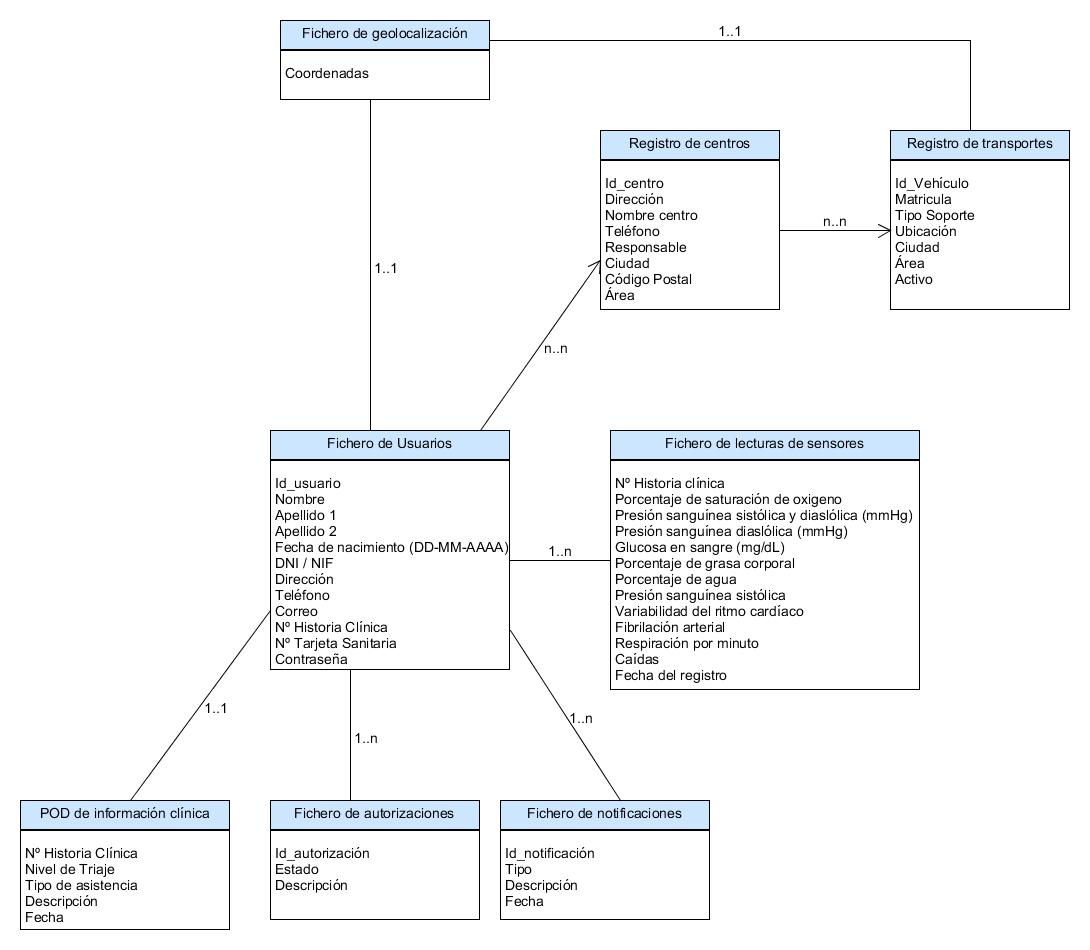 Fichero de geolocalización
Coordenadas
1..1
Registro de centros
Id_centro
Dirección
Nombre centro
Teléfono
Responsable
Ciudad
Código Postal
Área
n..n
Registro de transportes
Id_Vehículo
Matricula
Tipo Soporte
Ubicación
Ciudad
Área
Activo
1..1
n..n
Fichero de Usuarios
Id_usuario
Nombre
Apellido 1
Apellido 2
Fecha de nacimiento (DD-MM-AAAA)
DNI / NIF
Dirección
Teléfono
Correo
Nº Historia Clínica
Nº Tarjeta Sanitaria
Contraseña
1..n
Fichero de lecturas de sensores
Nº Historia clínica
Porcentaje de saturación de oxigeno
Presión sanguínea sistólica y diaslólica (mmHg)
Presión sanguínea diaslólica (mmHg)
Glucosa en sangre (mg/dL)
Porcentaje de grasa corporal
Porcentaje de agua
Presión sanguínea sistólica
Variabilidad del ritmo cardíaco
Fibrilación arterial
Respiración por minuto
Caídas
Fecha del registro
1..1
1..n
1..n
POD de información clínica
Nº Historia Clínica
Nivel de Triaje
Tipo de asistencia
Descripción
Fecha
Fichero de autorizaciones
Id_autorización
Estado
Descripción
Fichero de notificaciones
Id_notificación
Tipo
Descripción
Fecha